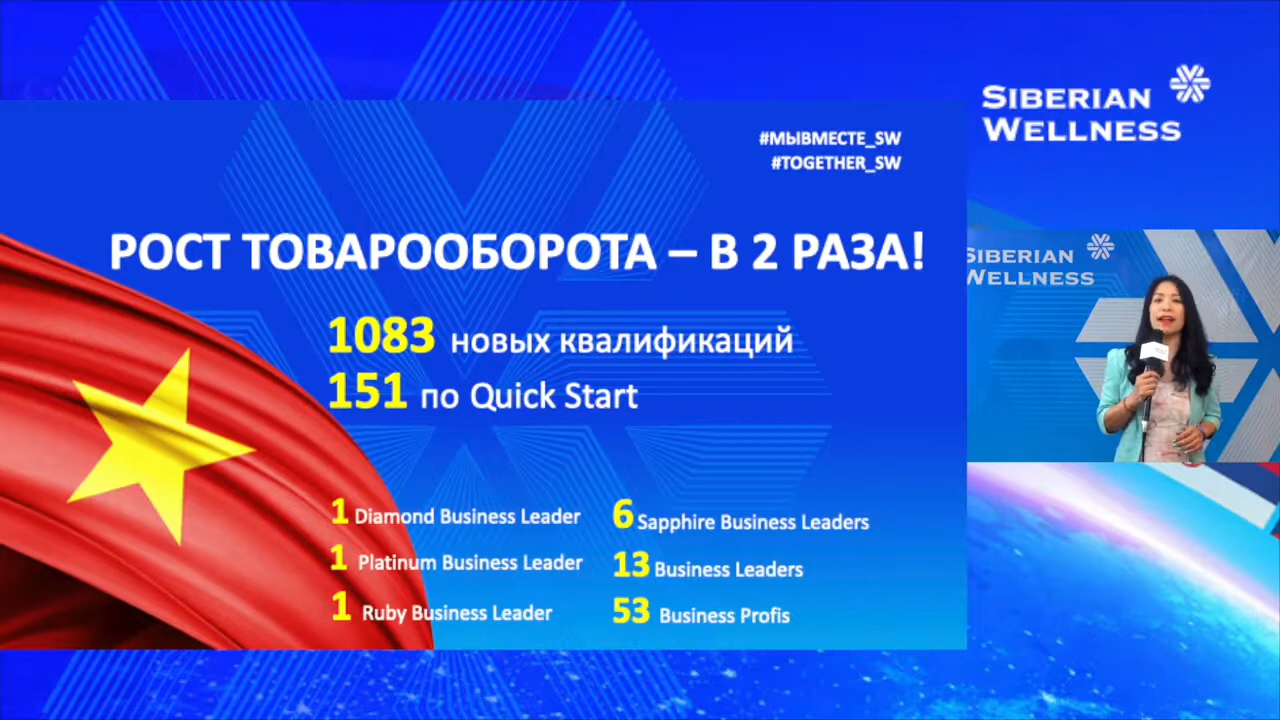 SIBERIAN
WELLNESS
#МЫВМЕСТЕ_SW
#TOGETHER_SW
РОСТ ТОВАРООБОРОТА – В 2 РАЗА!
1083 новых квалификаций
151 по Quick Start
1 Diamond Business Leader
1 Platinum Business Leader
1 Ruby Business Leader
6 Sapphire Business Leaders
13 Business Leaders
53 Business Profis
SIBERIAN
WELLNESS